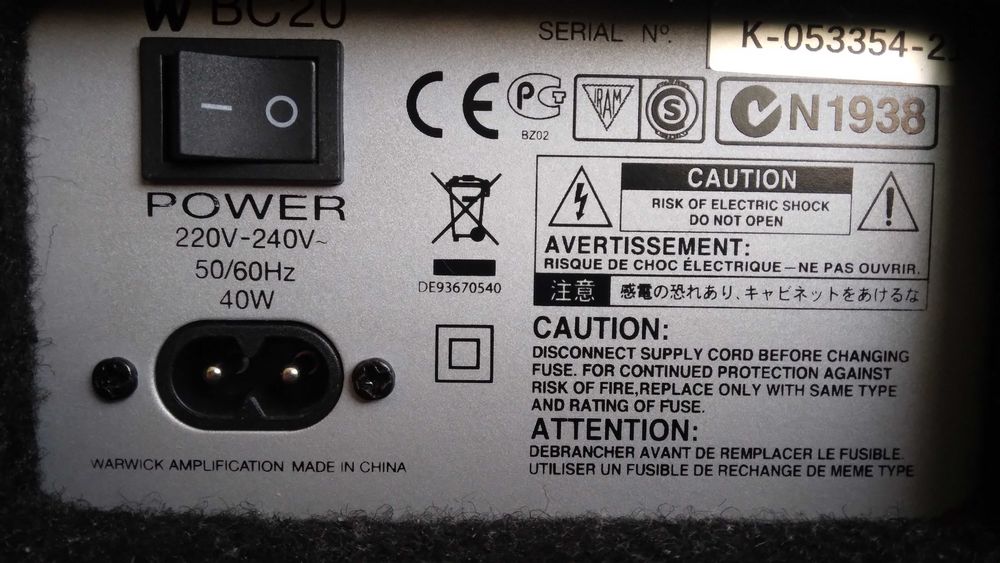 W BC20
SERIAL Nº.
K-053354-2
CE
PCT
BZ02
IRAM
S
N1938
— O
POWER
220V-240V~
50/60Hz
40W
DE93670540
CAUTION
RISK OF ELECTRIC SHOCK
DO NOT OPEN
AVERTISSEMENT:
RISQUE DE CHOC ÉLECTRIQUE—NE PAS OUVRIR.
注意 感電の恐れあり、キャビネットをあけるな
CAUTION:
DISCONNECT SUPPLY CORD BEFORE CHANGING
FUSE. FOR CONTINUED PROTECTION AGAINST
RISK OF FIRE,REPLACE ONLY WITH SAME TYPE
AND RATING OF FUSE.
ATTENTION:
DEBRANCHER AVANT DE REMPLACER LE FUSIBLE.
UTILISER UN FUSIBLE DE RECHANGE DE MEME TYPE
WARWICK AMPLIFICATION MADE IN CHINA